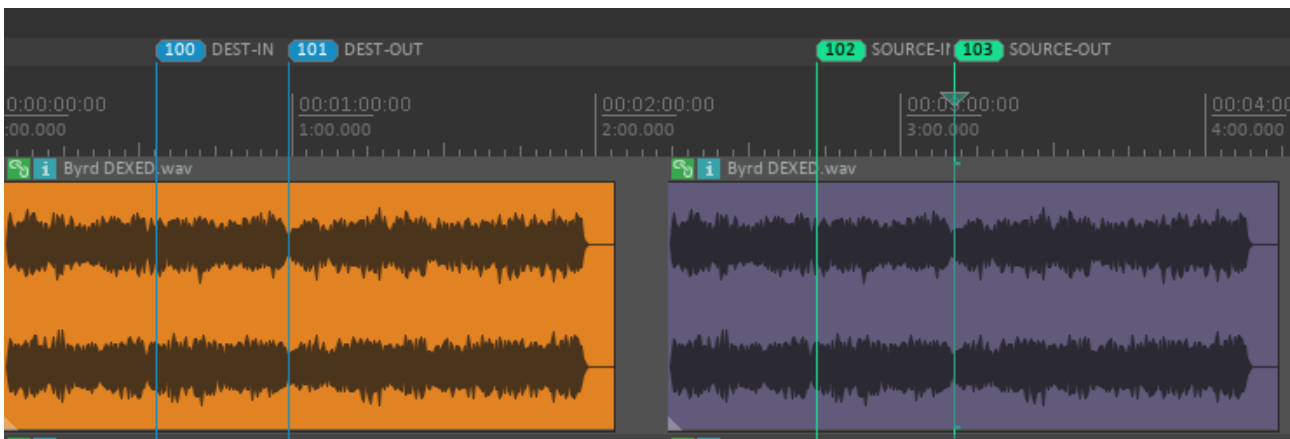 100 DEST-IN 101 DEST-OUT 102 SOURCE-IN 103 SOURCE-OUT
0:00:00:00 00:01:00:00 00:02:00:00 00:03:00:00 00:04:00
:00.000 1:00.000 2:00.000 3:00.000 4:00.000
i Byrd DEXED.wav i Byrd DEXED.wav